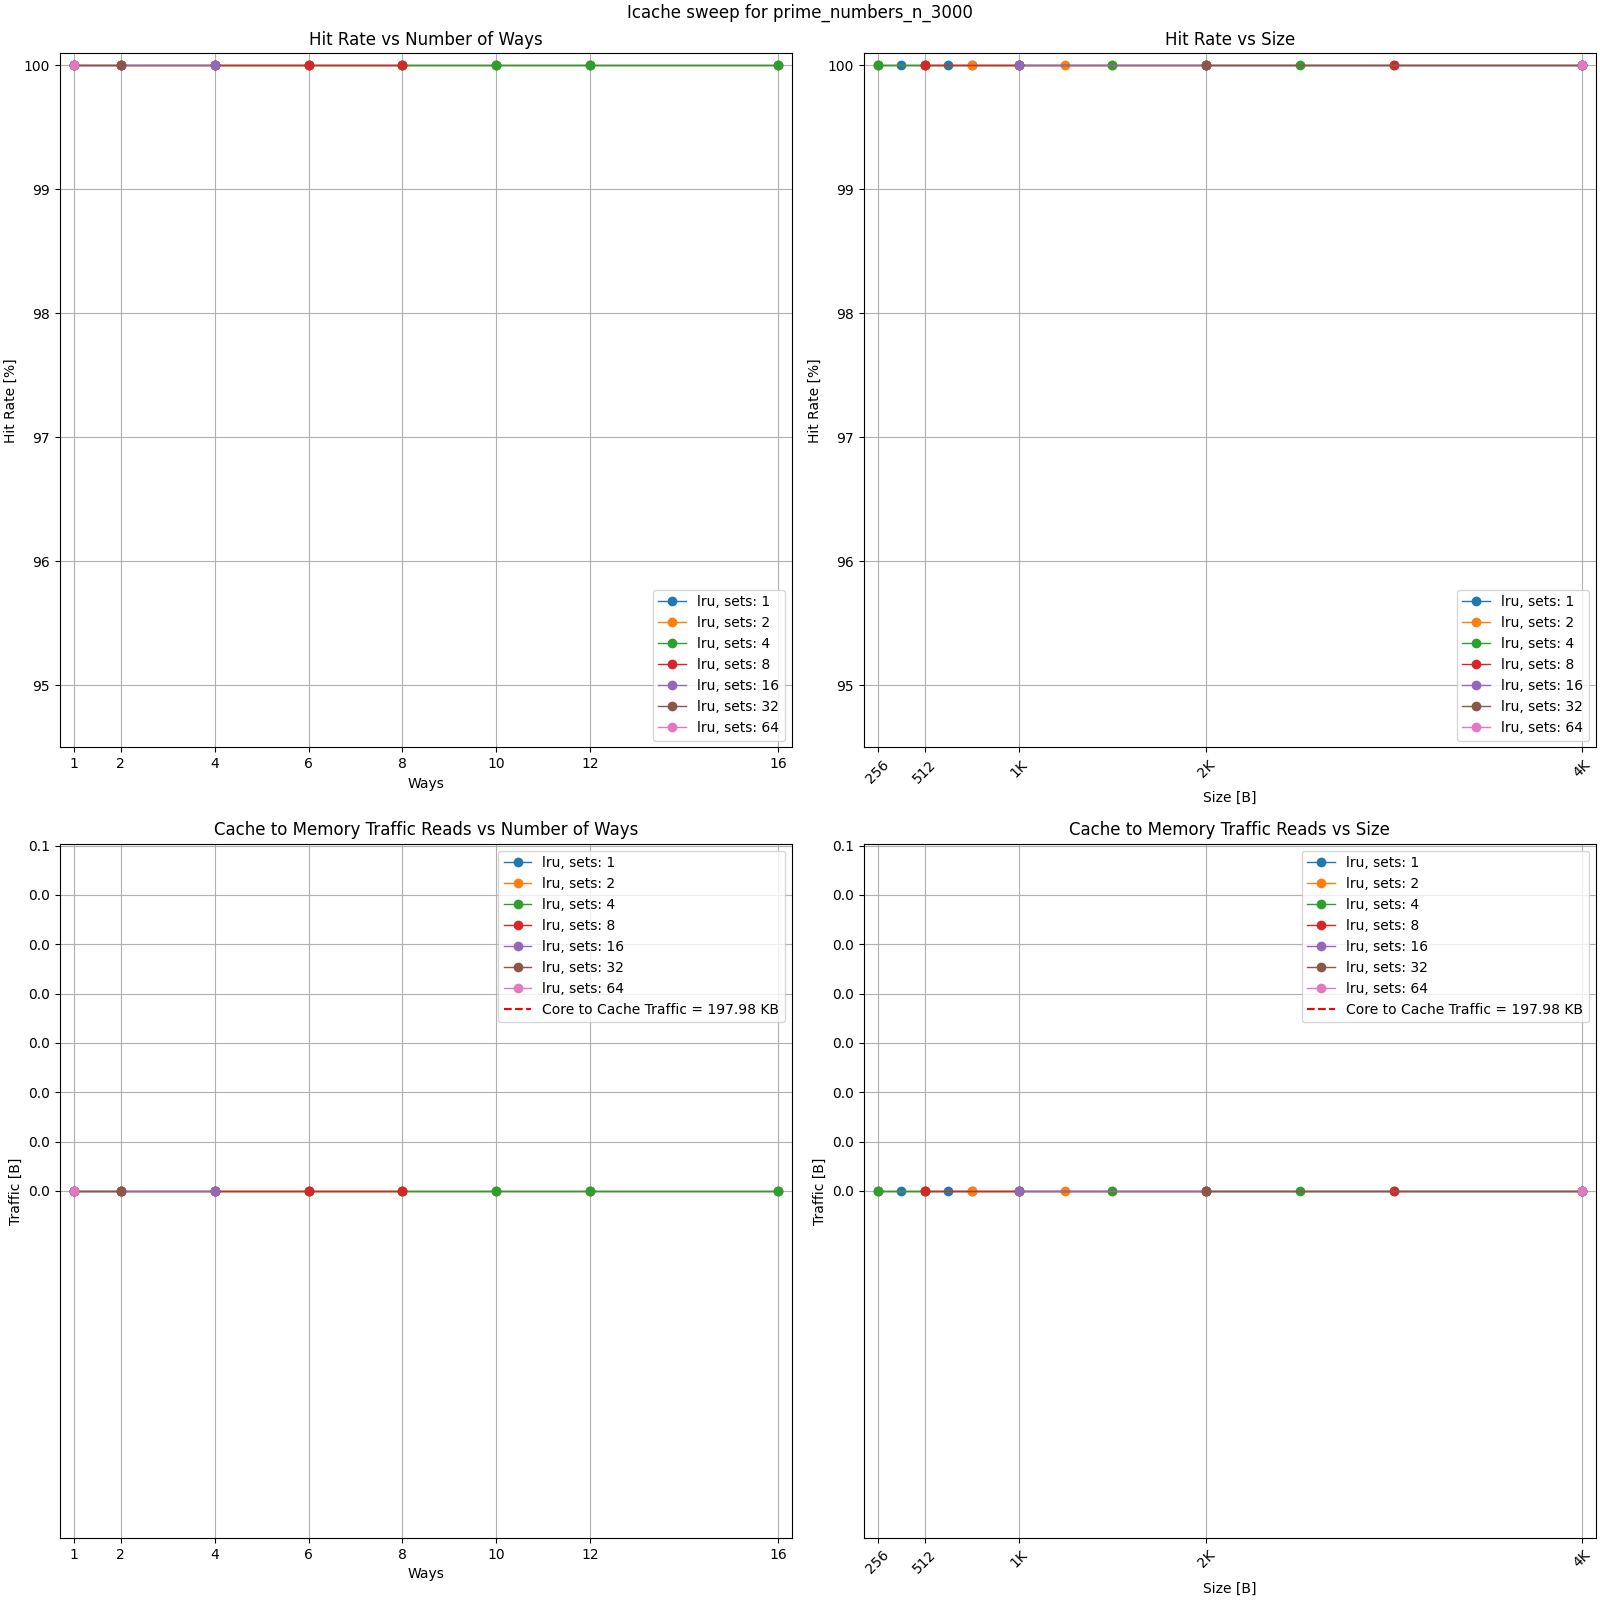 Icache sweep for prime_numbers_n_3000
Hit Rate vs Number of Ways
Hit Rate [%]
100
99
98
97
96
95
lru, sets: 1
lru, sets: 2
lru, sets: 4
lru, sets: 8
lru, sets: 16
lru, sets: 32
lru, sets: 64
1 2 4 6 8 10 12 16
Ways
Hit Rate vs Size
Hit Rate [%]
100
99
98
97
96
95
lru, sets: 1
lru, sets: 2
lru, sets: 4
lru, sets: 8
lru, sets: 16
lru, sets: 32
lru, sets: 64
256 512 1K 2K 4K
Size [B]
Cache to Memory Traffic Reads vs Number of Ways
Traffic [B]
0.1
0.0
0.0
0.0
0.0
0.0
0.0
0.0
lru, sets: 1
lru, sets: 2
lru, sets: 4
lru, sets: 8
lru, sets: 16
lru, sets: 32
lru, sets: 64
Core to Cache Traffic = 197.98 KB
1 2 4 6 8 10 12 16
Ways
Cache to Memory Traffic Reads vs Size
Traffic [B]
0.1
0.0
0.0
0.0
0.0
0.0
0.0
0.0
lru, sets: 1
lru, sets: 2
lru, sets: 4
lru, sets: 8
lru, sets: 16
lru, sets: 32
lru, sets: 64
Core to Cache Traffic = 197.98 KB
256 512 1K 2K 4K
Size [B]